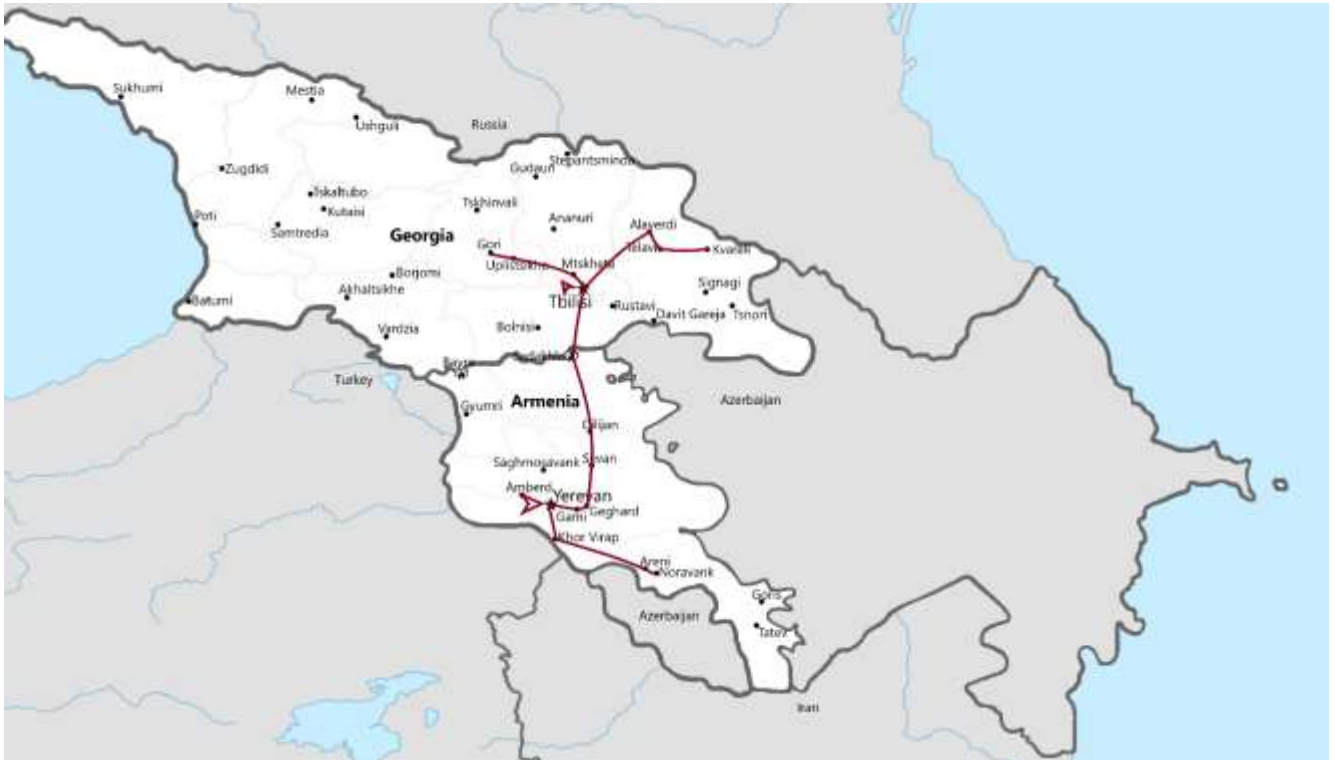 Sukhumi
Mestia
Ushguli
Russia
Stepantsminda
Gudauri
Zugdidi
Tskaltubo
Kutaisi
Tskhinvali
Poti
Samtredia
Ananuri
Alaverdi
Georgia
Gori
Telavi
Kvareli
Uplistsikhe
Mtskheta
Borjomi
Signagi
Akhaltsikhe
Batumi
Tbilisi
Rustavi
Davit Gareja
Tsnori
Bolnisi
Vardzia
Sadakhlo
Turkey
Armenia
Azerbaijan
Gyumri
Dilijan
Saghmosavank
Sevan
Amberd
Yerevan
Geghard
Garni
Khor Virap
Areni
Noravank
Goris
Azerbaijan
Tatev
Iran